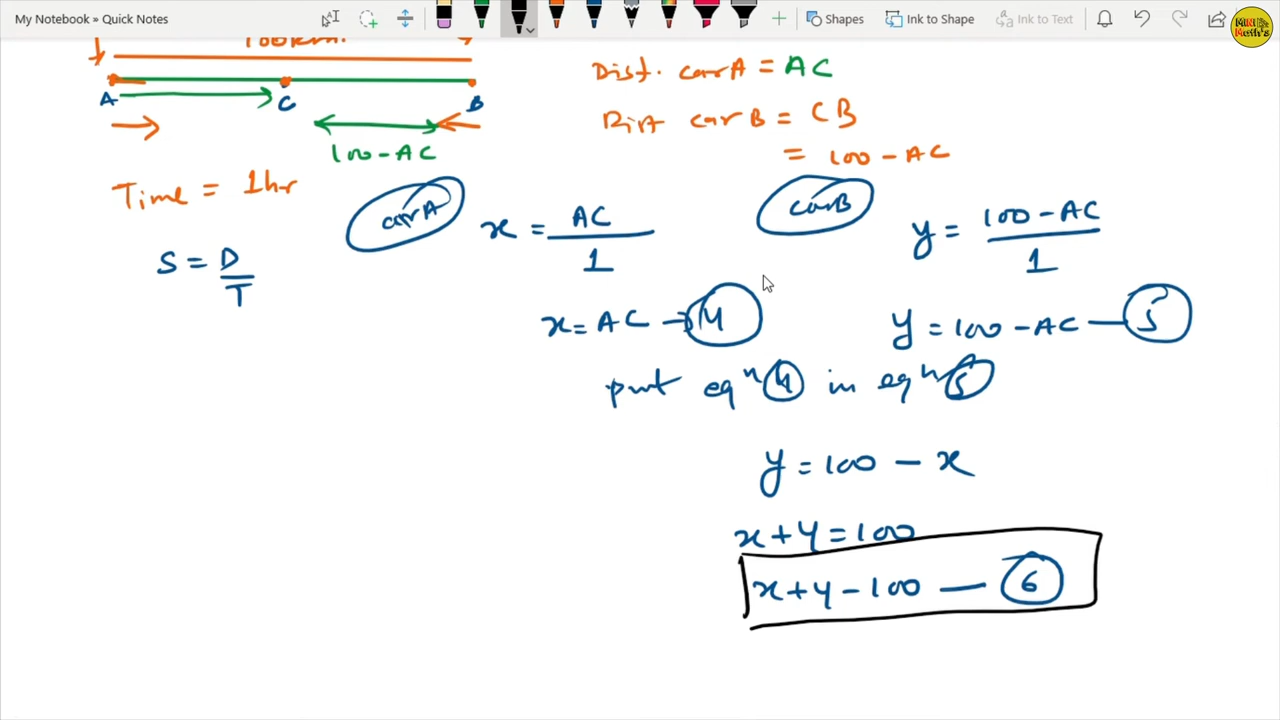 My Notebook » Quick Notes
Shapes
Ink to Shape
Ink to Text
Maths
100km.
A
C
B
100-AC
Time = 1hr
S = D/T
Dist. car A = AC
Dist car B = CB
= 100 - AC
car A
x = AC/1
x = AC → 4
car B
y = 100 - AC/1
y = 100 - AC — 5
put eqn 4 in eqn 5
y = 100 - x
x + y = 100
x + y - 100 — 6